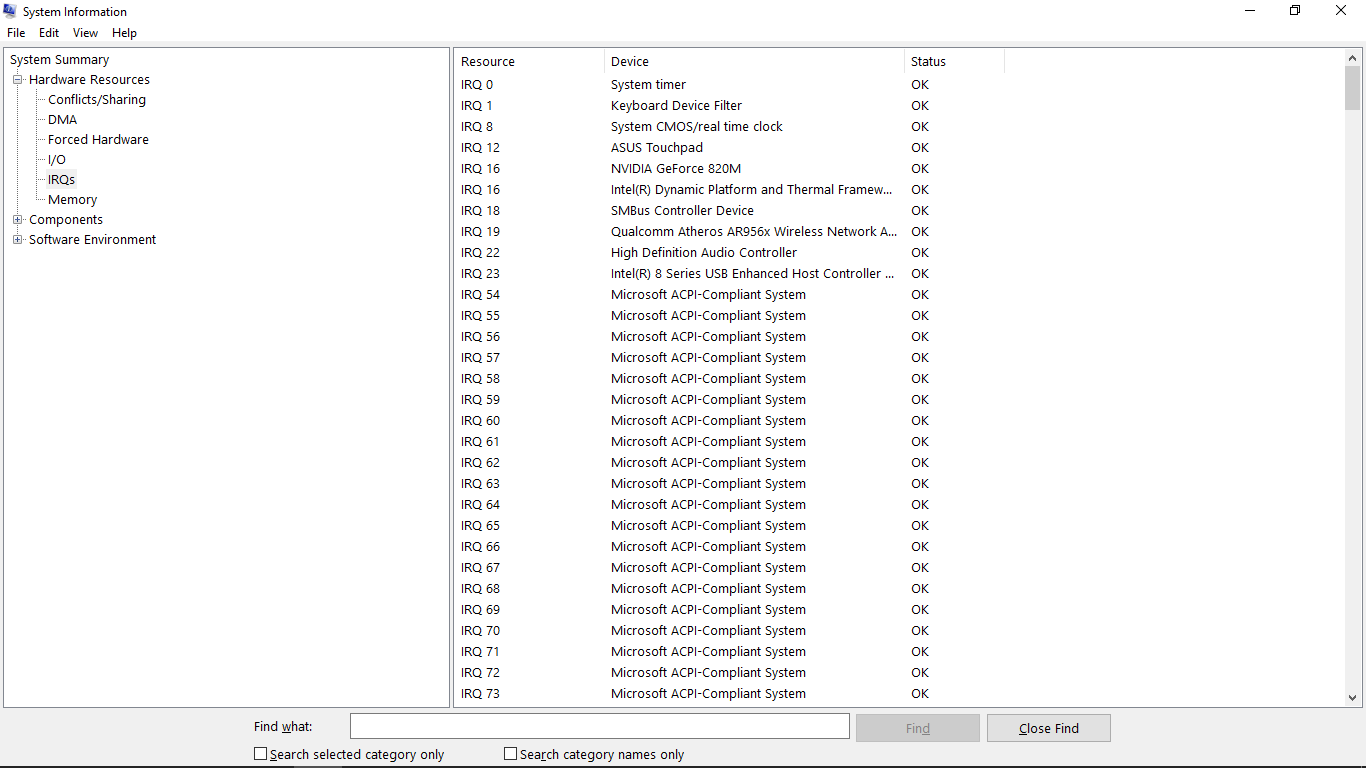 System Information
File Edit View Help
System Summary
Hardware Resources
Conflicts/Sharing
DMA
Forced Hardware
I/O
IRQs
Memory
Components
Software Environment
Resource Device Status
IRQ 0 System timer OK
IRQ 1 Keyboard Device Filter OK
IRQ 8 System CMOS/real time clock OK
IRQ 12 ASUS Touchpad OK
IRQ 16 NVIDIA GeForce 820M OK
IRQ 16 Intel(R) Dynamic Platform and Thermal Framew... OK
IRQ 18 SMBus Controller Device OK
IRQ 19 Qualcomm Atheros AR956x Wireless Network A... OK
IRQ 22 High Definition Audio Controller OK
IRQ 23 Intel(R) 8 Series USB Enhanced Host Controller ... OK
IRQ 54 Microsoft ACPI-Compliant System OK
IRQ 55 Microsoft ACPI-Compliant System OK
IRQ 56 Microsoft ACPI-Compliant System OK
IRQ 57 Microsoft ACPI-Compliant System OK
IRQ 58 Microsoft ACPI-Compliant System OK
IRQ 59 Microsoft ACPI-Compliant System OK
IRQ 60 Microsoft ACPI-Compliant System OK
IRQ 61 Microsoft ACPI-Compliant System OK
IRQ 62 Microsoft ACPI-Compliant System OK
IRQ 63 Microsoft ACPI-Compliant System OK
IRQ 64 Microsoft ACPI-Compliant System OK
IRQ 65 Microsoft ACPI-Compliant System OK
IRQ 66 Microsoft ACPI-Compliant System OK
IRQ 67 Microsoft ACPI-Compliant System OK
IRQ 68 Microsoft ACPI-Compliant System OK
IRQ 69 Microsoft ACPI-Compliant System OK
IRQ 70 Microsoft ACPI-Compliant System OK
IRQ 71 Microsoft ACPI-Compliant System OK
IRQ 72 Microsoft ACPI-Compliant System OK
IRQ 73 Microsoft ACPI-Compliant System OK
Find what: Find Close Find
Search selected category only Search category names only